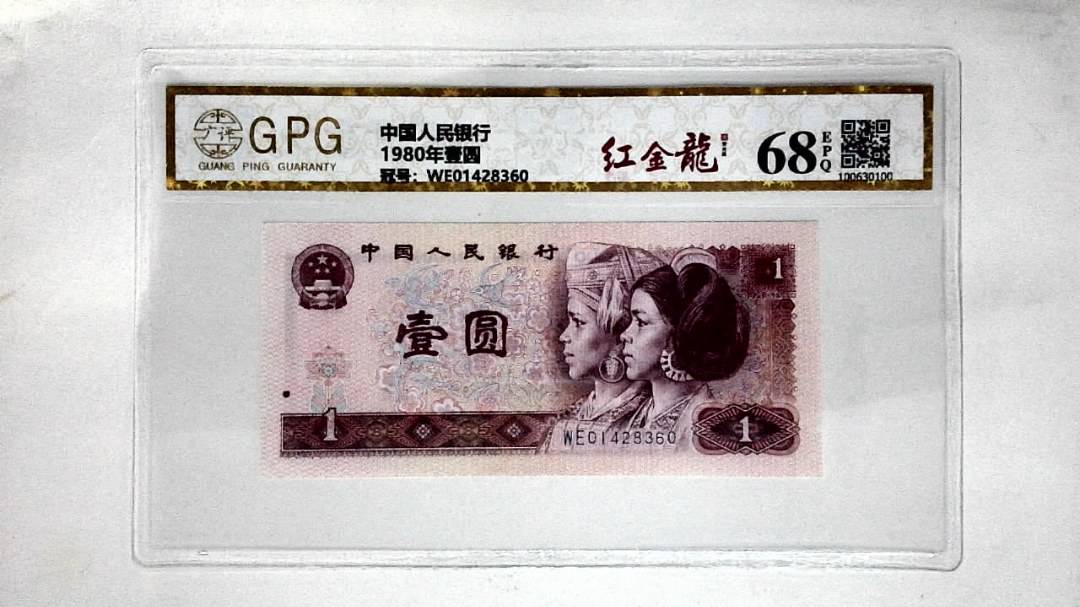 广评
GPG
GUANG PING GUARANTY
中国人民银行
1980年壹圆
冠号：WE01428360
红金龍
68
EPQ
100630100
中国人民银行
1
壹圆
1
WE01428360
1